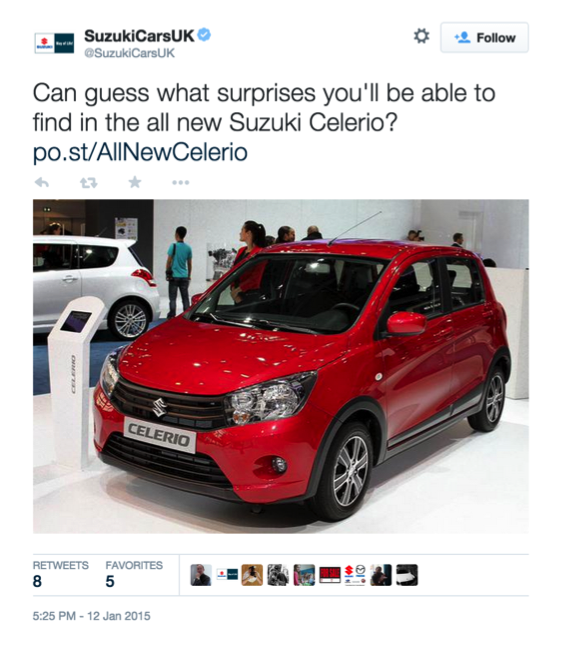 SuzukiCarsUK
@SuzukiCarsUK
Follow
Can guess what surprises you'll be able to
find in the all new Suzuki Celerio?
po.st/AllNewCelerio
CELERIO
CELERIO
RETWEETS
8
FAVORITES
5
5:25 PM - 12 Jan 2015